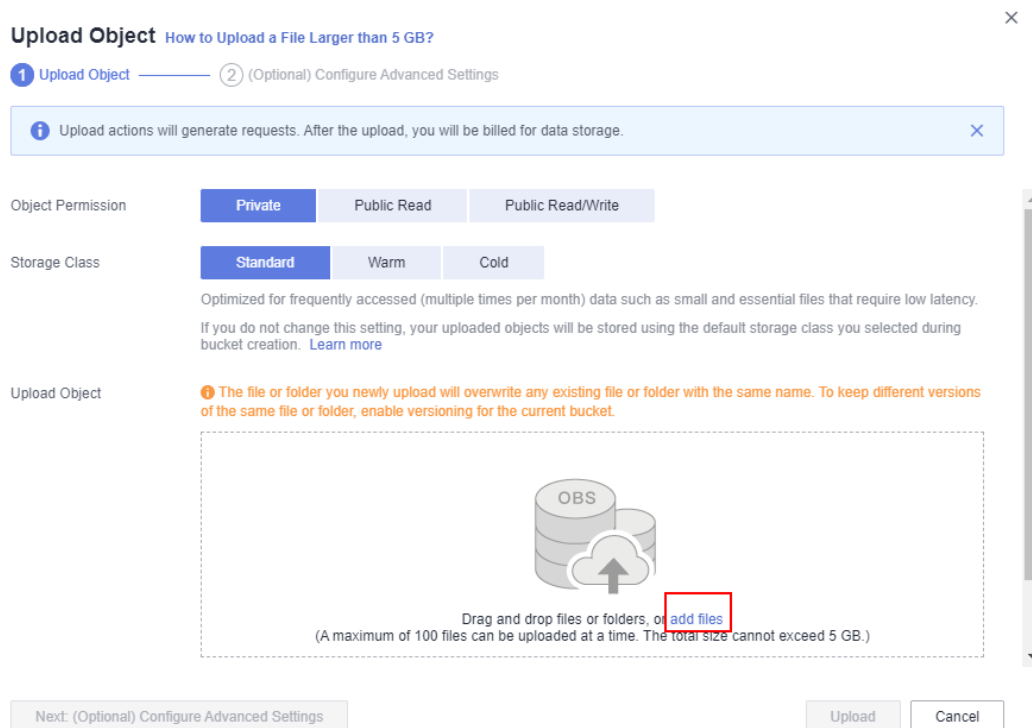 Upload Object How to Upload a File Larger than 5 GB?
1 Upload Object 2 (Optional) Configure Advanced Settings
Upload actions will generate requests. After the upload, you will be billed for data storage.
Object Permission Private Public Read Public Read/Write
Storage Class Standard Warm Cold
Optimized for frequently accessed (multiple times per month) data such as small and essential files that require low latency.
If you do not change this setting, your uploaded objects will be stored using the default storage class you selected during
bucket creation. Learn more
Upload Object The file or folder you newly upload will overwrite any existing file or folder with the same name. To keep different versions
of the same file or folder, enable versioning for the current bucket.
OBS
Drag and drop files or folders, or add files
(A maximum of 100 files can be uploaded at a time. The total size cannot exceed 5 GB.)
Next: (Optional) Configure Advanced Settings Upload Cancel